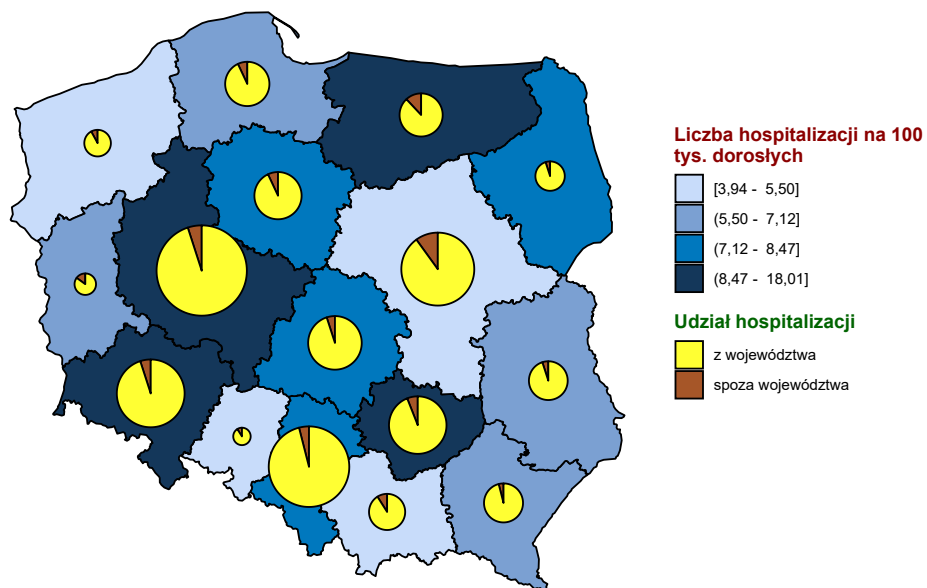 Liczba hospitalizacji na 100
tys. dorosłych
[3,94 - 5,50]
(5,50 - 7,12]
(7,12 - 8,47]
(8,47 - 18,01]
Udział hospitalizacji
z województwa
spoza województwa